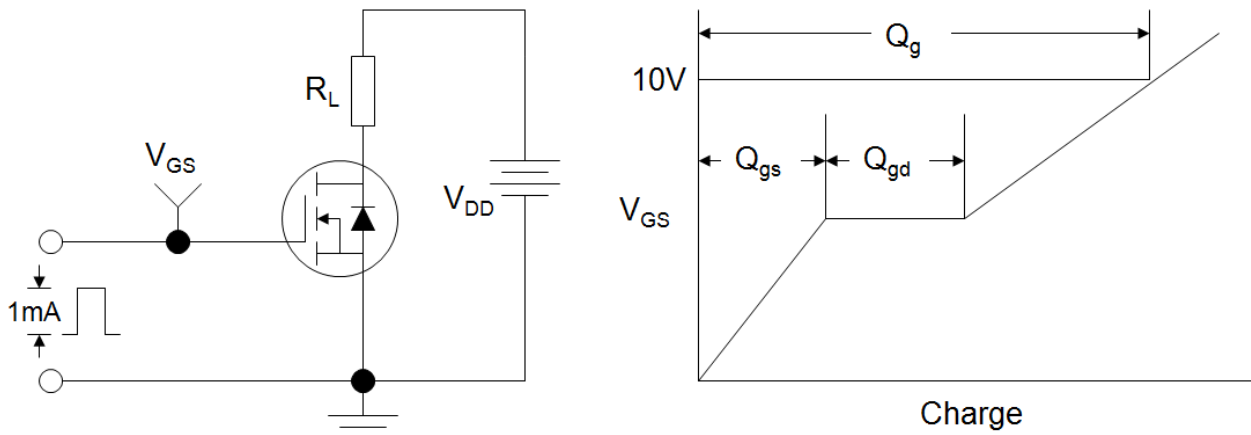 R_L
V_GS
V_DD
1mA
Q_g
10V
Q_gs
Q_gd
V_GS
Charge